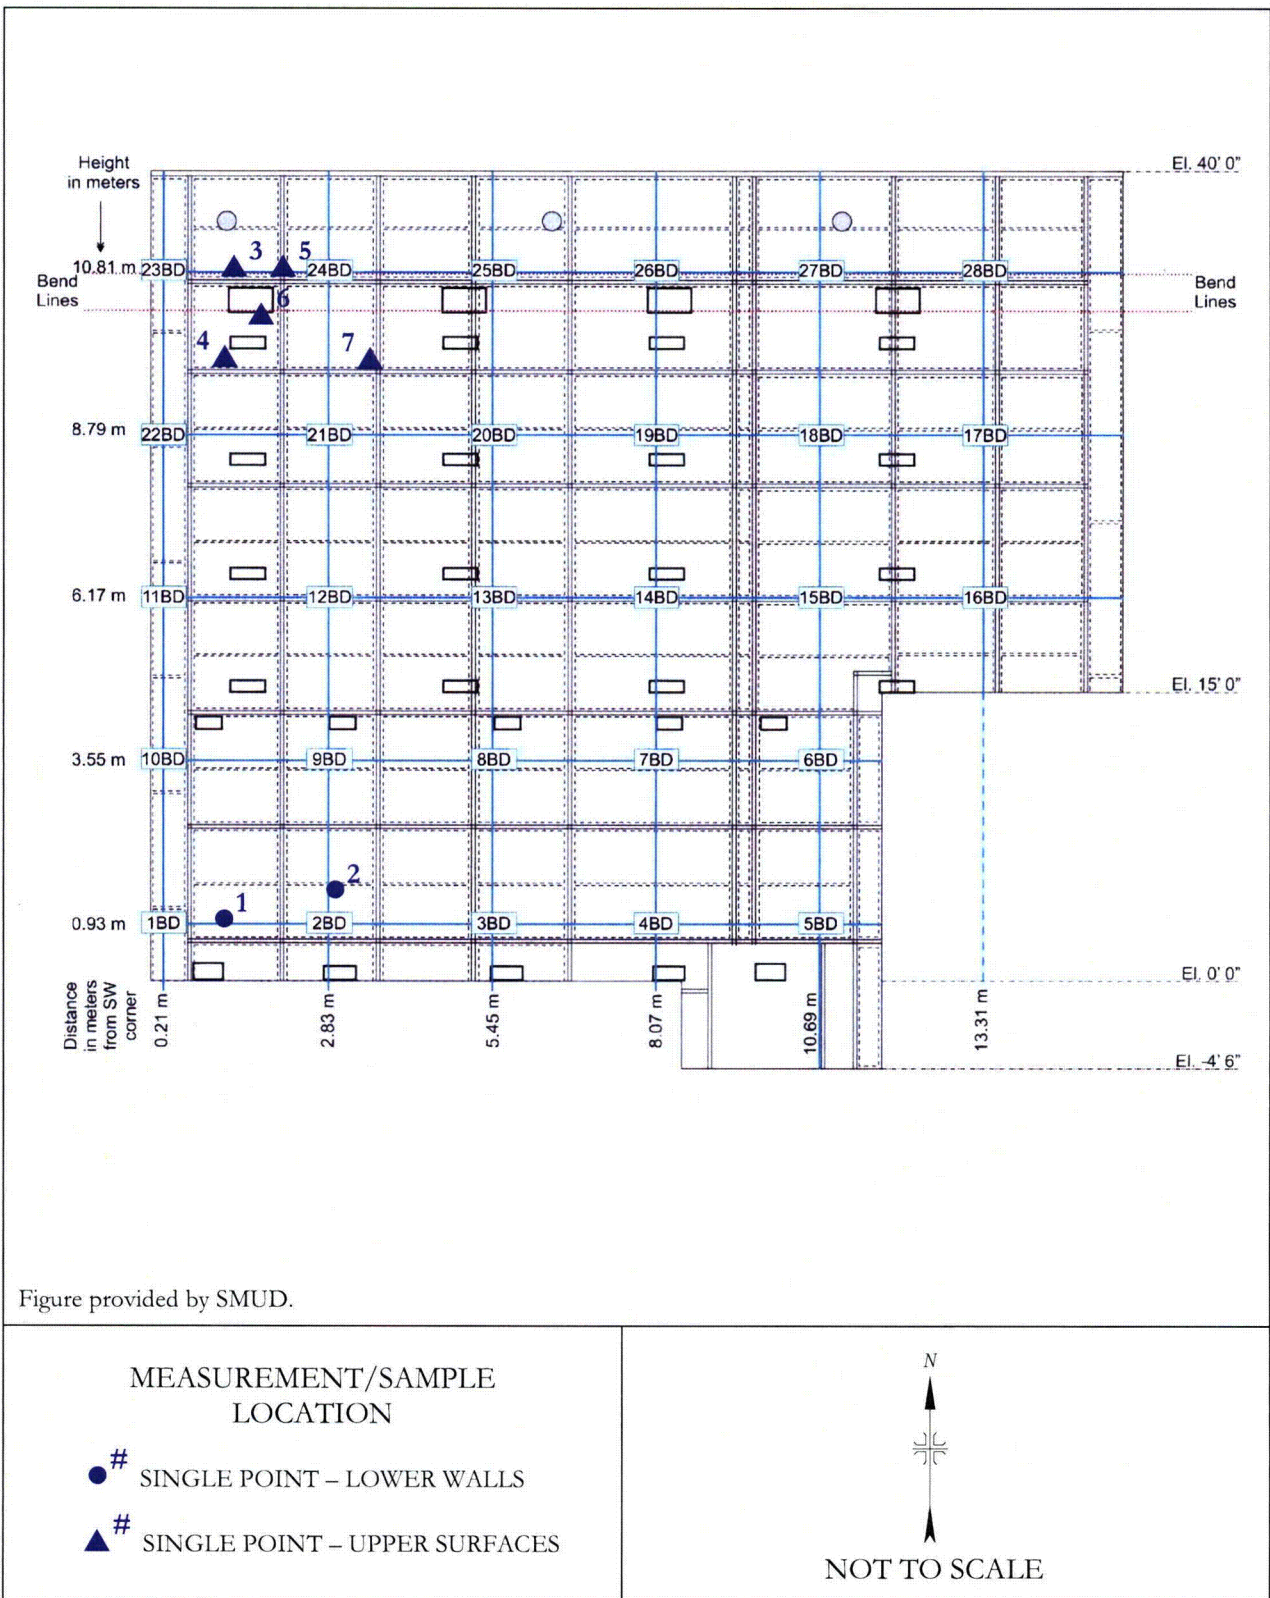 Height
in meters
El. 40' 0"
3 5
10.81 m 23BD 24BD 25BD 26BD 27BD 28BD
Bend
Lines
Bend
Lines
6
4 7
8.79 m 22BD 21BD 20BD 19BD 18BD 17BD
6.17 m 11BD 12BD 13BD 14BD 15BD 16BD
El. 15' 0"
3.55 m 10BD 9BD 8BD 7BD 6BD
2
1
0.93 m 1BD 2BD 3BD 4BD 5BD
El. 0' 0"
Distance
in meters
from SW
corner
0.21 m 2.83 m 5.45 m 8.07 m 10.69 m 13.31 m
El. -4' 6"
Figure provided by SMUD.
MEASUREMENT/SAMPLE
LOCATION
# SINGLE POINT – LOWER WALLS
# SINGLE POINT – UPPER SURFACES
N
NOT TO SCALE